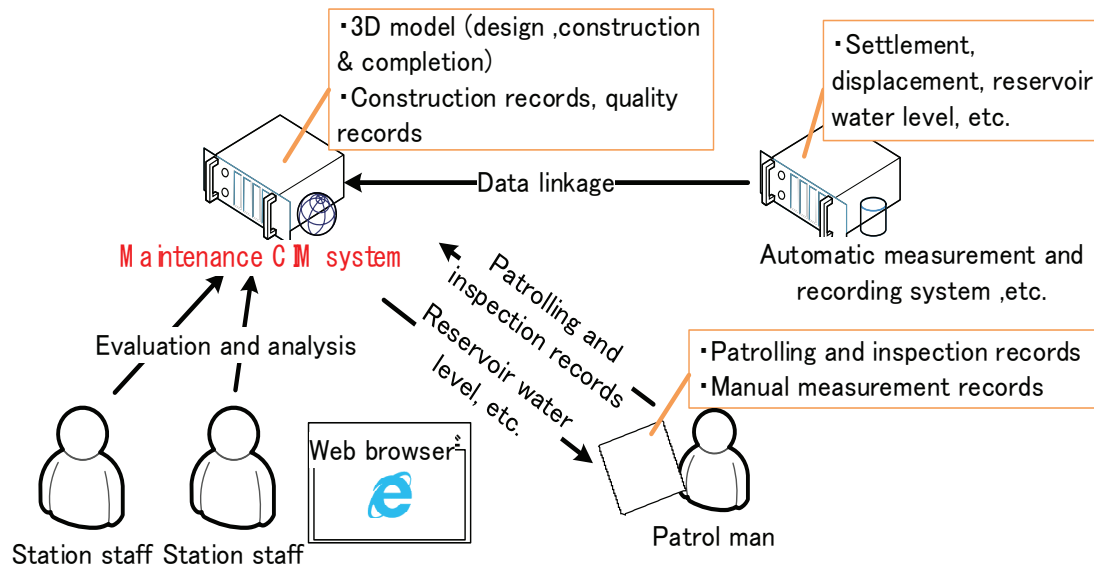 ・3D model (design ,construction
& completion)
・Construction records, quality
records
・Settlement,
displacement, reservoir
water level, etc.
Data linkage
Maintenance CIM system
Automatic measurement and
recording system ,etc.
Patrolling and
inspection records
Reservoir water
level, etc.
Evaluation and analysis
・Patrolling and inspection records
・Manual measurement records
Web browser
Station staff
Station staff
Patrol man